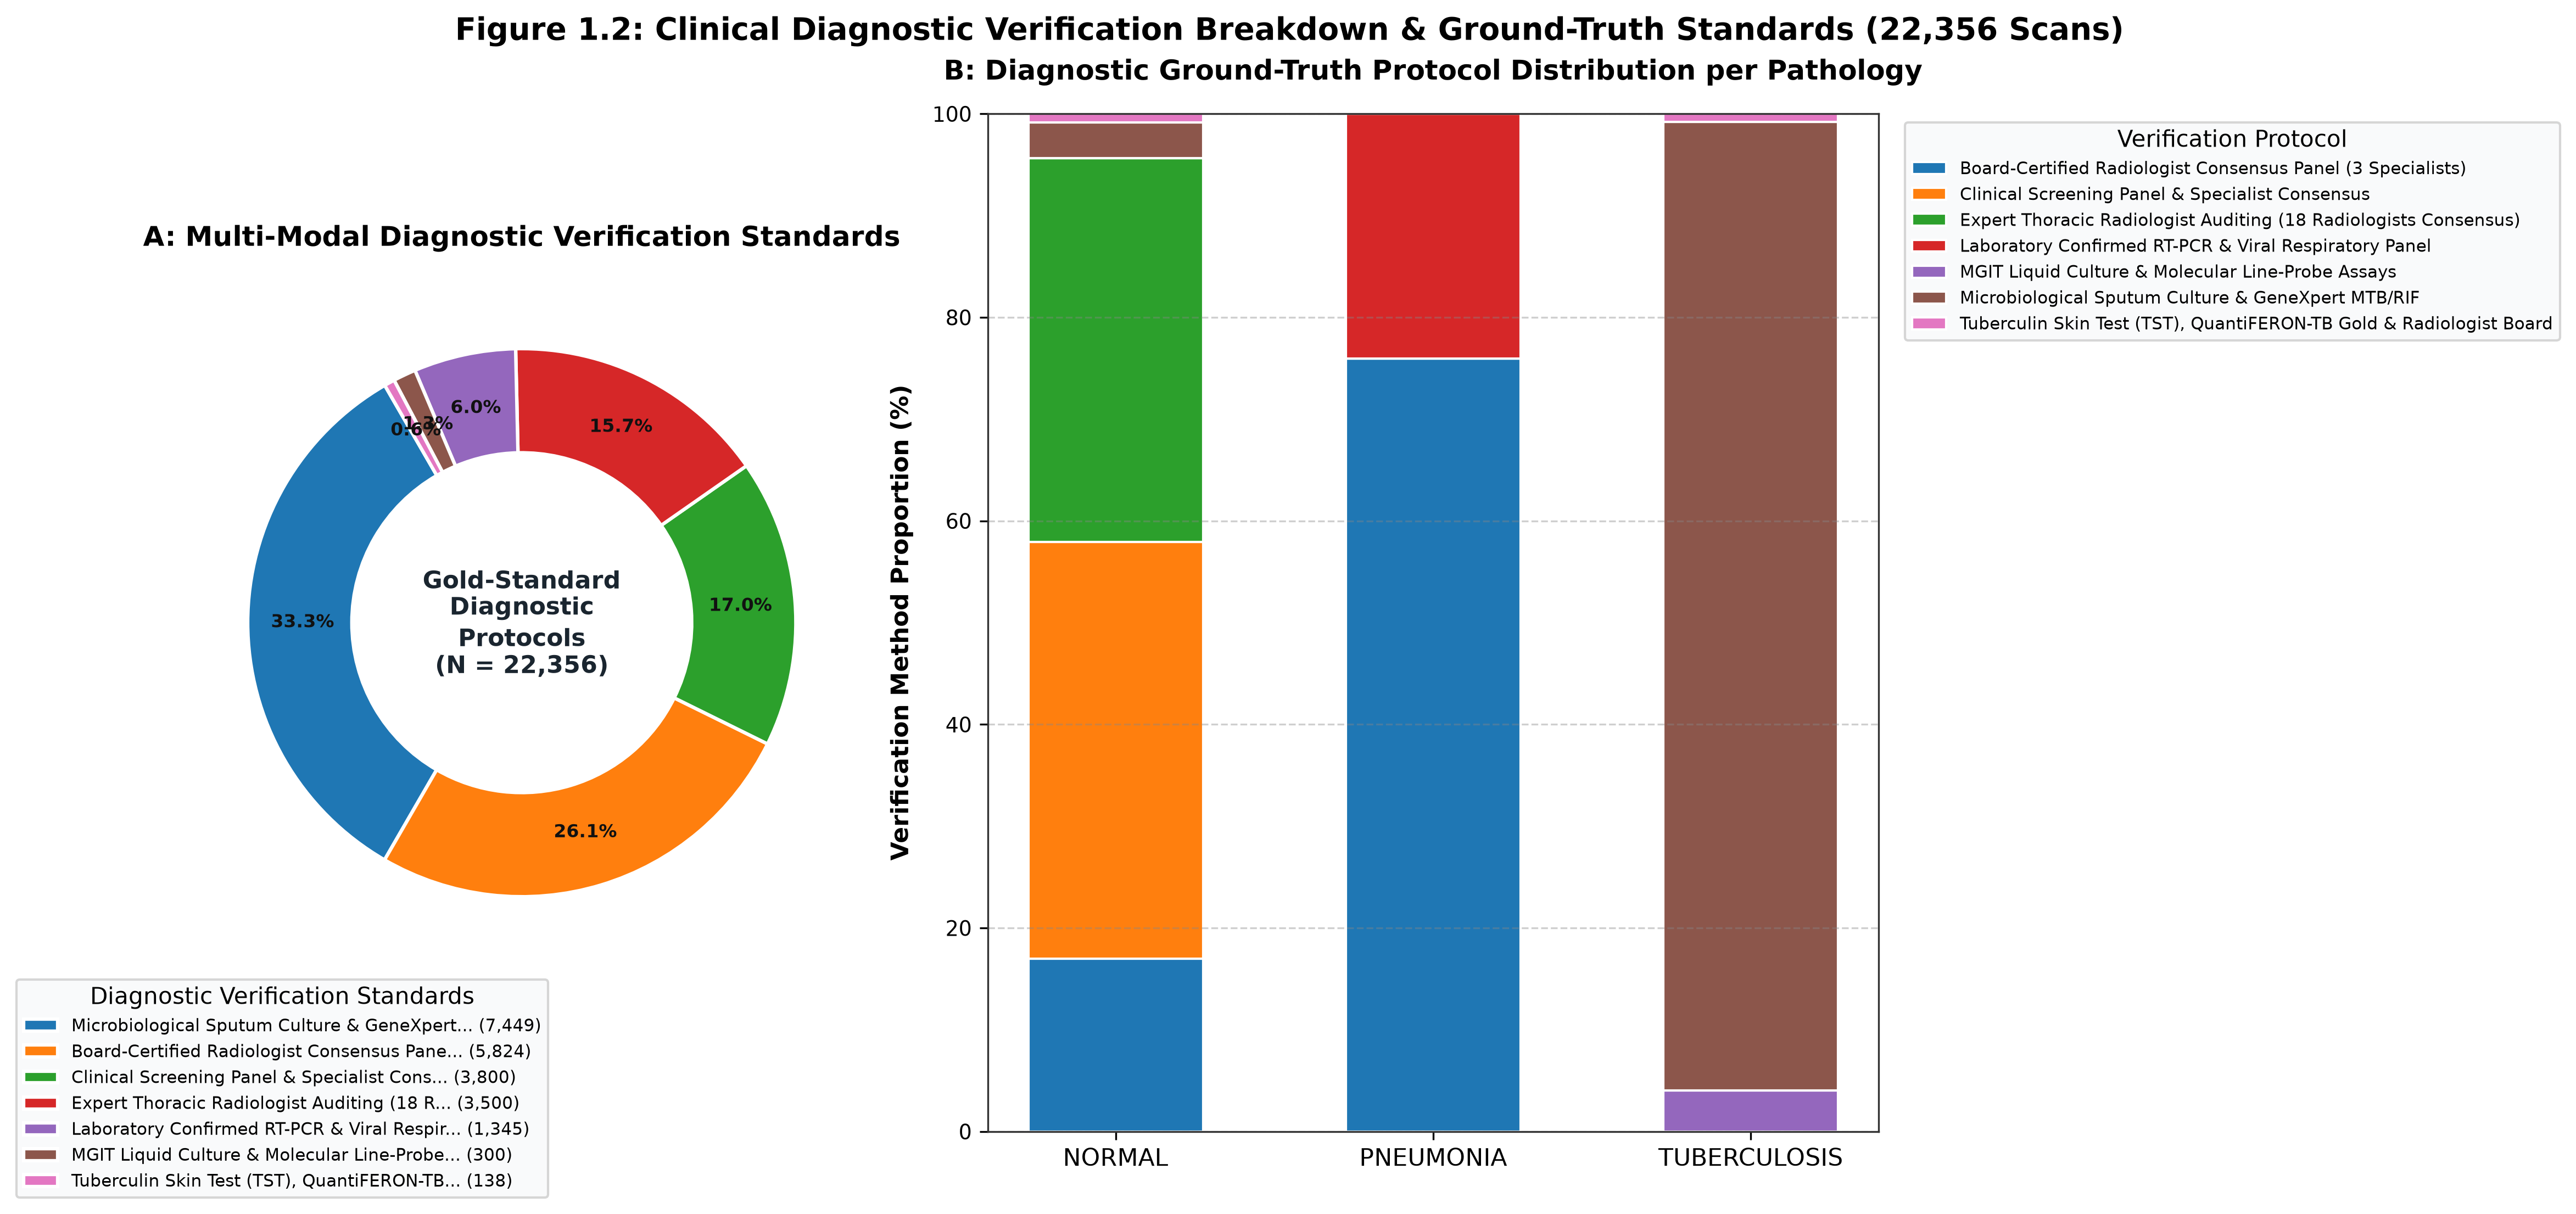 Figure 1.2: Clinical Diagnostic Verification Breakdown & Ground-Truth Standards (22,356 Scans)
A: Multi-Modal Diagnostic Verification Standards
33.3%
26.1%
17.0%
15.7%
6.0%
1.3%
0.6%
Gold-Standard
Diagnostic
Protocols
(N = 22,356)
Diagnostic Verification Standards
Microbiological Sputum Culture & GeneXpert... (7,449)
Board-Certified Radiologist Consensus Pane... (5,824)
Clinical Screening Panel & Specialist Cons... (3,800)
Expert Thoracic Radiologist Auditing (18 R... (3,500)
Laboratory Confirmed RT-PCR & Viral Respir... (1,345)
MGIT Liquid Culture & Molecular Line-Probe... (300)
Tuberculin Skin Test (TST), QuantiFERON-TB... (138)
B: Diagnostic Ground-Truth Protocol Distribution per Pathology
Verification Method Proportion (%)
100
80
60
40
20
0
NORMAL
PNEUMONIA
TUBERCULOSIS
Verification Protocol
Board-Certified Radiologist Consensus Panel (3 Specialists)
Clinical Screening Panel & Specialist Consensus
Expert Thoracic Radiologist Auditing (18 Radiologists Consensus)
Laboratory Confirmed RT-PCR & Viral Respiratory Panel
MGIT Liquid Culture & Molecular Line-Probe Assays
Microbiological Sputum Culture & GeneXpert MTB/RIF
Tuberculin Skin Test (TST), QuantiFERON-TB Gold & Radiologist Board